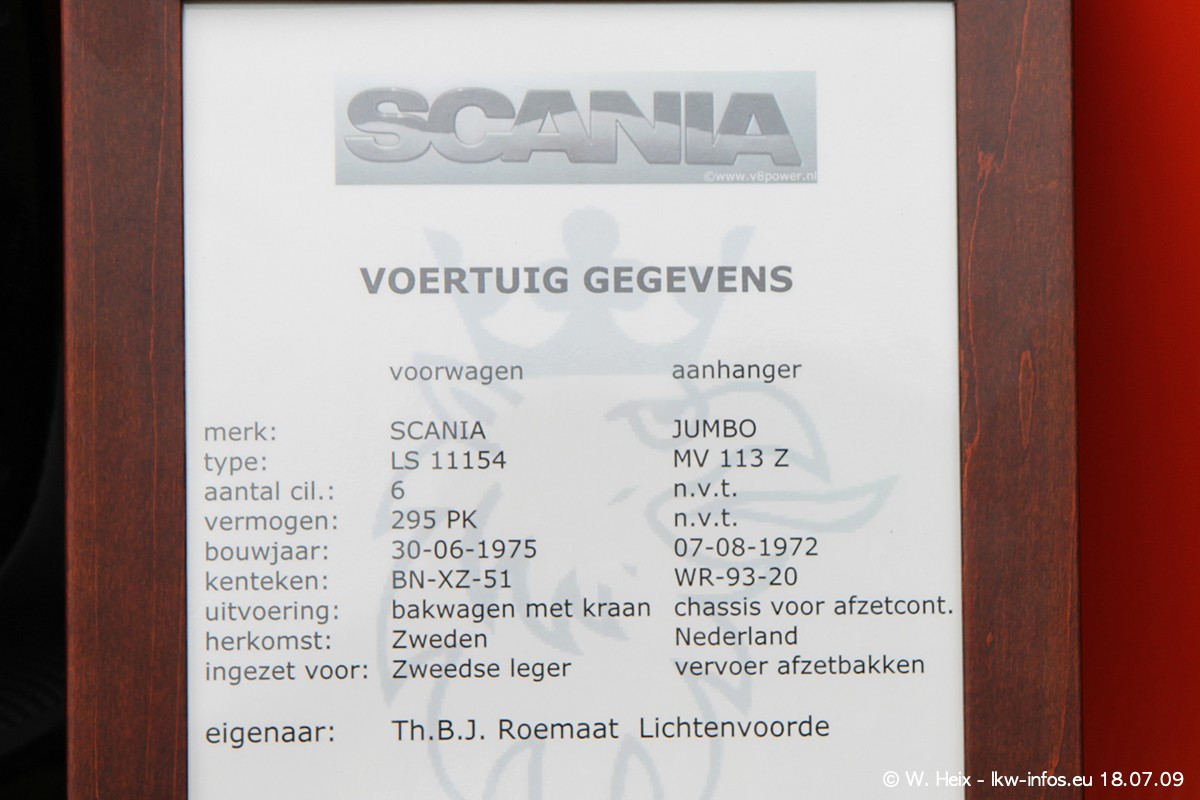 SCANIA
©www.v8power.nl
VOERTUIG GEGEVENS
voorwagen aanhanger
merk: SCANIA JUMBO
type: LS 11154 MV 113 Z
aantal cil.: 6 n.v.t.
vermogen: 295 PK n.v.t.
bouwjaar: 30-06-1975 07-08-1972
kenteken: BN-XZ-51 WR-93-20
uitvoering: bakwagen met kraan chassis voor afzetcont.
herkomst: Zweden Nederland
ingezet voor: Zweedse leger vervoer afzetbakken
eigenaar: Th.B.J. Roemaat Lichtenvoorde
© W. Heix - lkw-infos.eu 18.07.09